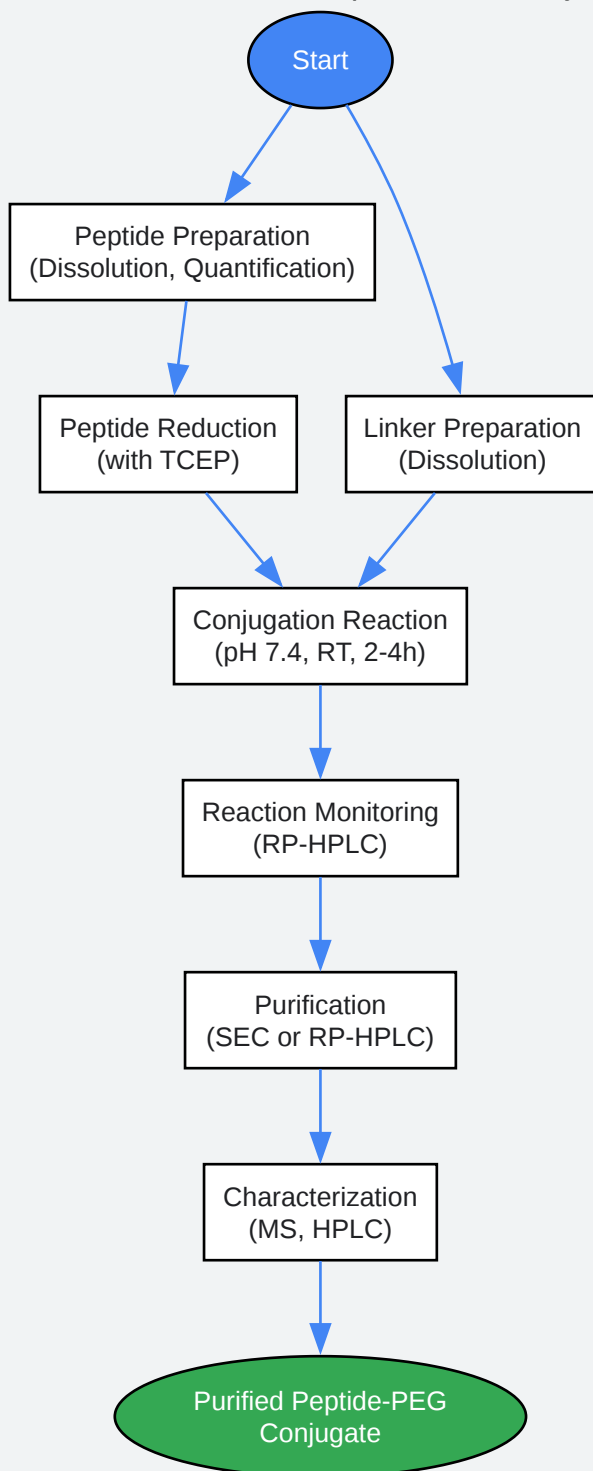 Start
Peptide Preparation
(Dissolution, Quantification)
Peptide Reduction
(with TCEP)
Linker Preparation
(Dissolution)
Conjugation Reaction
(pH 7.4, RT, 2-4h)
Reaction Monitoring
(RP-HPLC)
Purification
(SEC or RP-HPLC)
Characterization
(MS, HPLC)
Purified Peptide-PEG
Conjugate